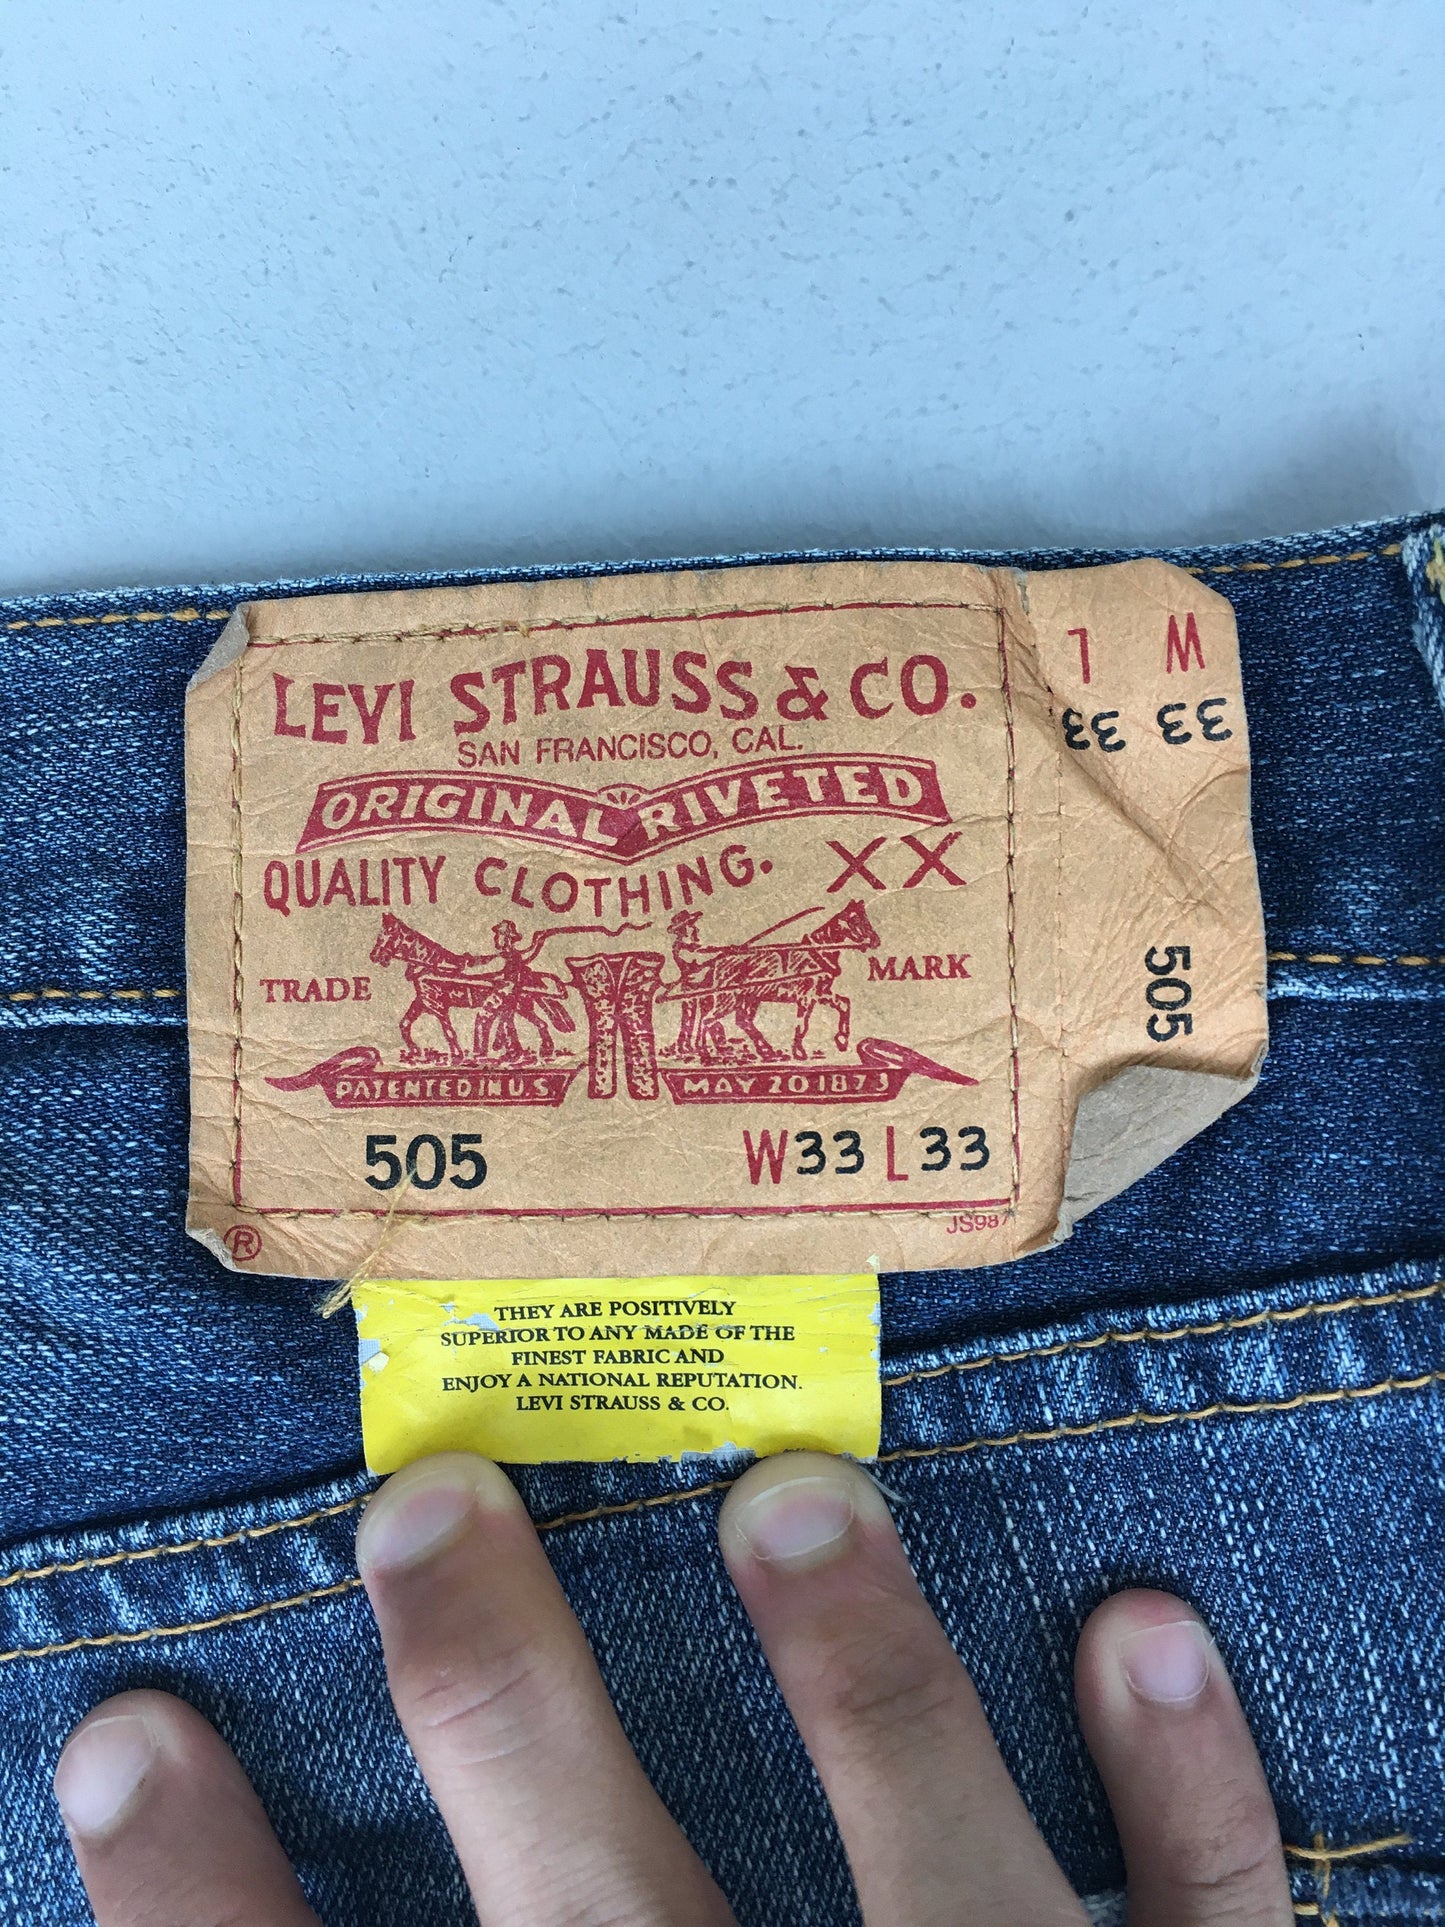 LEVI STRAUSS & CO.
SAN FRANCISCO, CAL.
ORIGINAL RIVETED
QUALITY CLOTHING. XX
TRADE MARK
PATENTED IN U.S. MAY 20 1873
505 W33 L33
® JS987
L W
33 33
505
THEY ARE POSITIVELY
SUPERIOR TO ANY MADE OF THE
FINEST FABRIC AND
ENJOY A NATIONAL REPUTATION.
LEVI STRAUSS & CO.